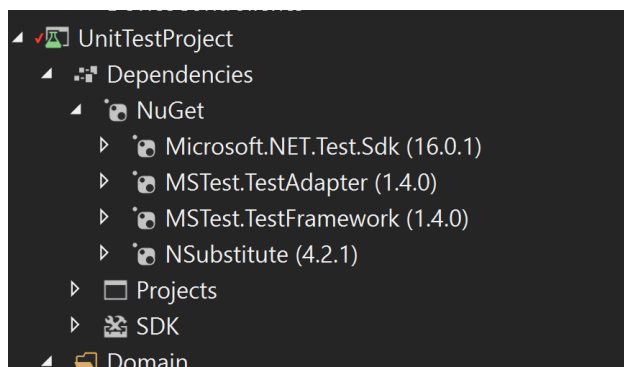 UnitTestProject
Dependencies
NuGet
Microsoft.NET.Test.Sdk (16.0.1)
MSTest.TestAdapter (1.4.0)
MSTest.TestFramework (1.4.0)
NSubstitute (4.2.1)
Projects
SDK
Domain